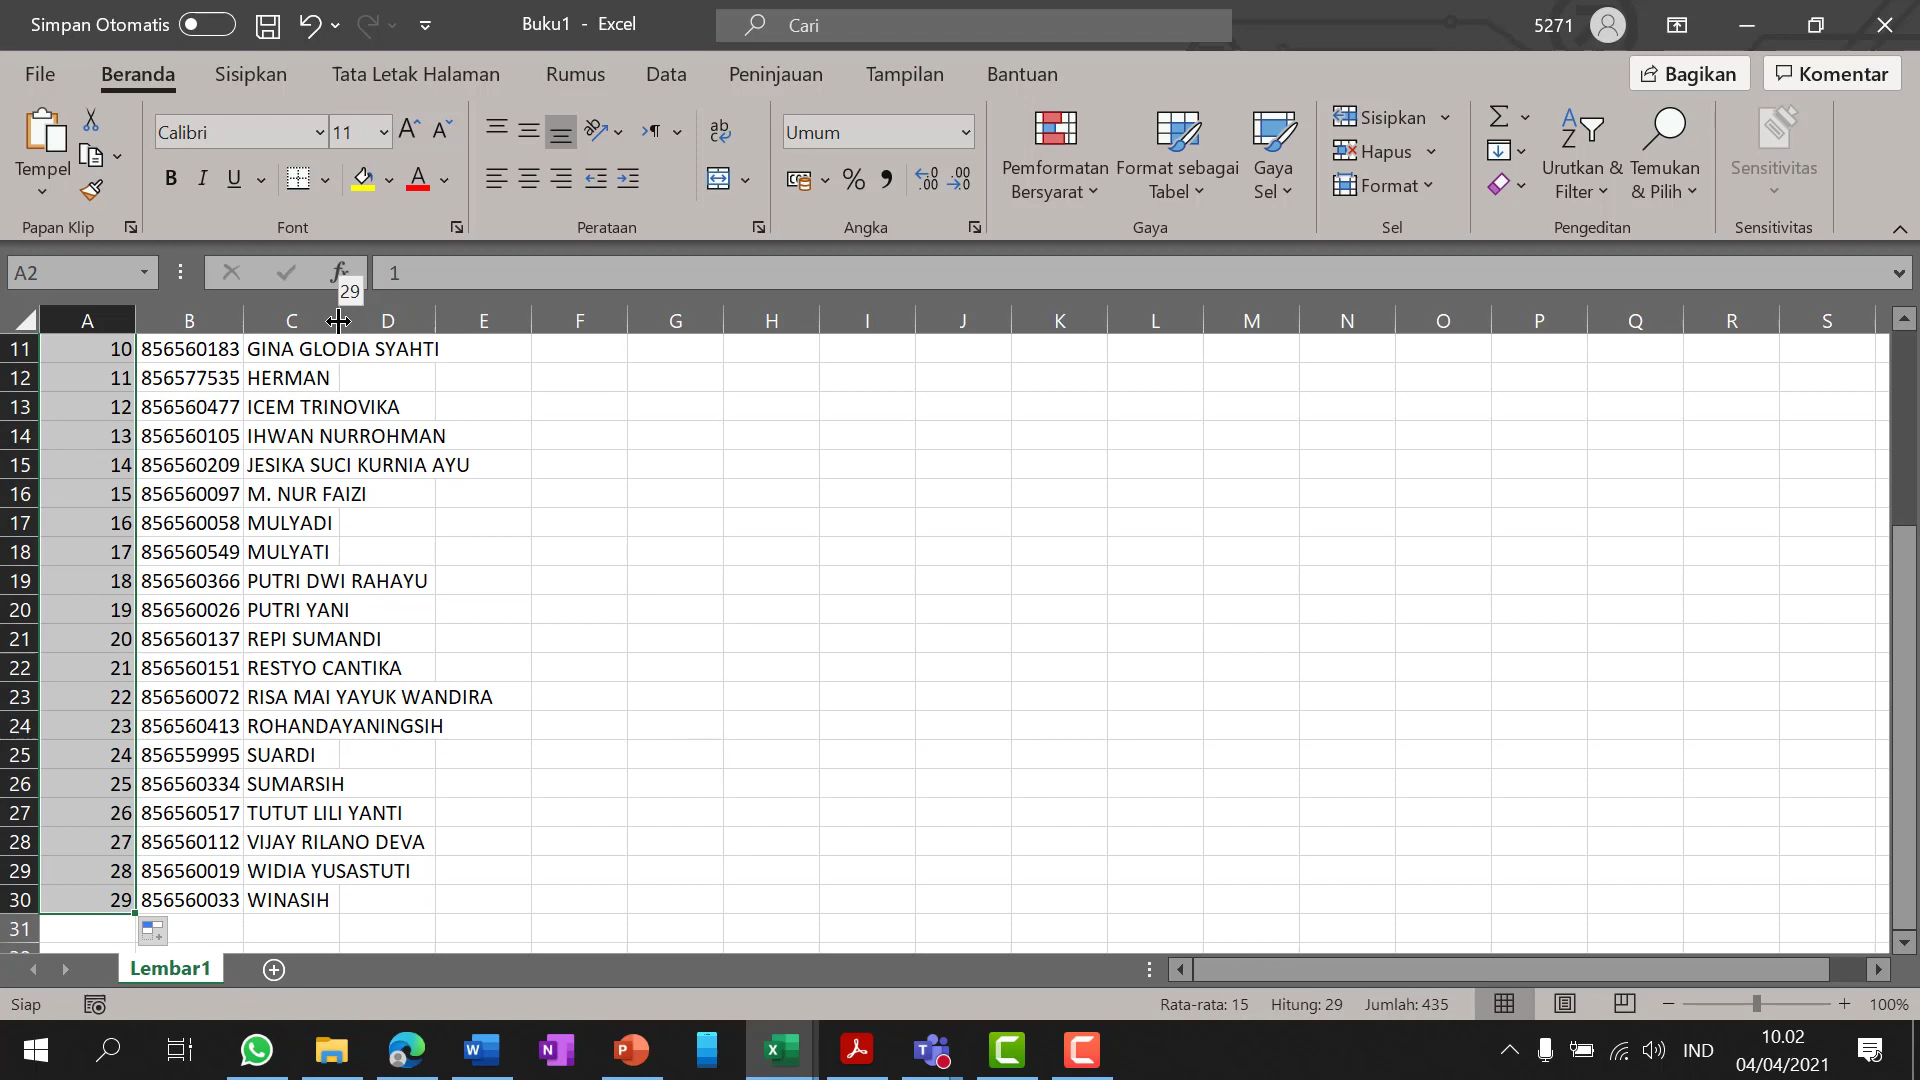 Simpan Otomatis
Buku1 - Excel
Cari
5271
File Beranda Sisipkan Tata Letak Halaman Rumus Data Peninjauan Tampilan Bantuan
Bagikan Komentar
Tempel
Papan Klip
Calibri 11
B I U A
Font
ab
Perataan
Umum
% , 00
Angka
Pemformatan Bersyarat
Format sebagai Tabel
Gaya Sel
Gaya
Sisipkan
Hapus
Format
Sel
Urutkan & Filter
Temukan & Pilih
Pengeditan
Sensitivitas
Sensitivitas
A2 fx 1
29
A B C D E F G H I J K L M N O P Q R S
11 10 856560183 GINA GLODIA SYAHTI
12 11 856577535 HERMAN
13 12 856560477 ICEM TRINOVIKA
14 13 856560105 IHWAN NURROHMAN
15 14 856560209 JESIKA SUCI KURNIA AYU
16 15 856560097 M. NUR FAIZI
17 16 856560058 MULYADI
18 17 856560549 MULYATI
19 18 856560366 PUTRI DWI RAHAYU
20 19 856560026 PUTRI YANI
21 20 856560137 REPI SUMANDI
22 21 856560151 RESTYO CANTIKA
23 22 856560072 RISA MAI YAYUK WANDIRA
24 23 856560413 ROHANDAYANINGSIH
25 24 856559995 SUARDI
26 25 856560334 SUMARSIH
27 26 856560517 TUTUT LILI YANTI
28 27 856560112 VIJAY RILANO DEVA
29 28 856560019 WIDIA YUSASTUTI
30 29 856560033 WINASIH
31
Lembar1
Siap
Rata-rata: 15 Hitung: 29 Jumlah: 435
100%
IND
10.02
04/04/2021